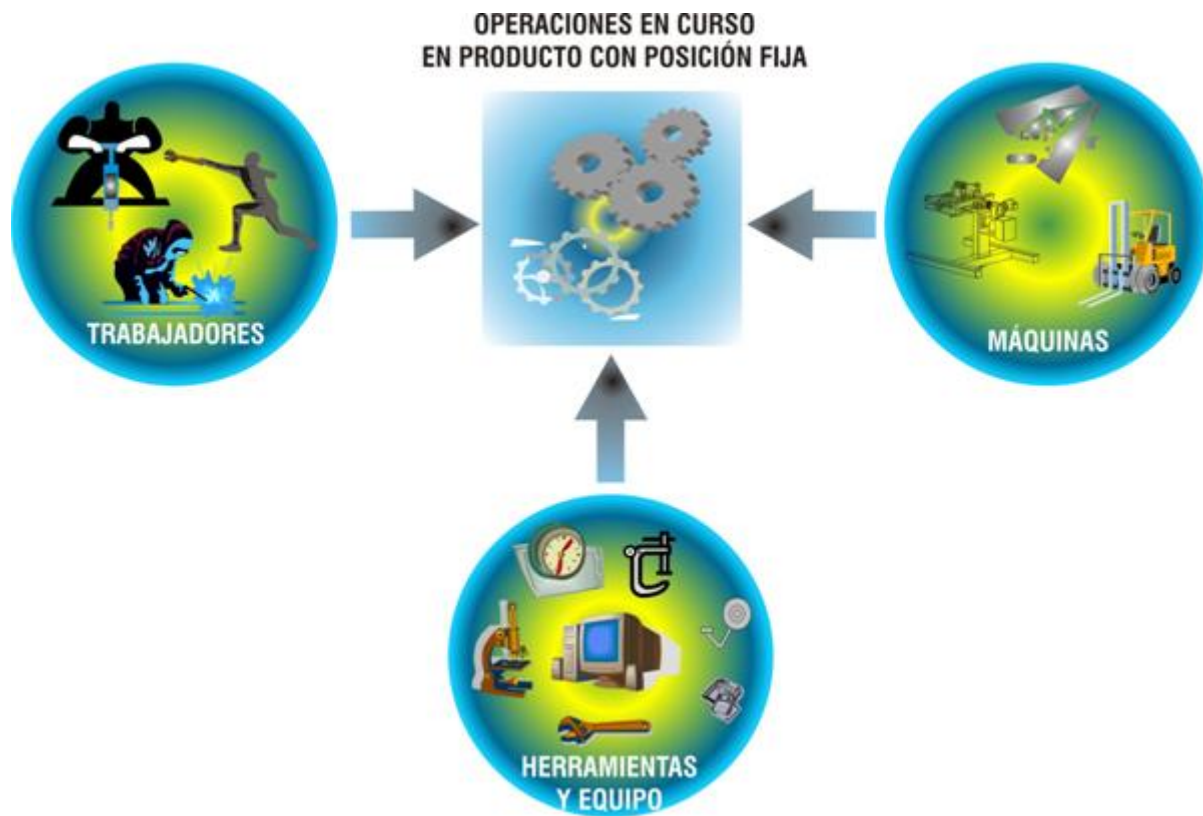 OPERACIONES EN CURSO
EN PRODUCTO CON POSICIÓN FIJA
TRABAJADORES
MÁQUINAS
HERRAMIENTAS
Y EQUIPO